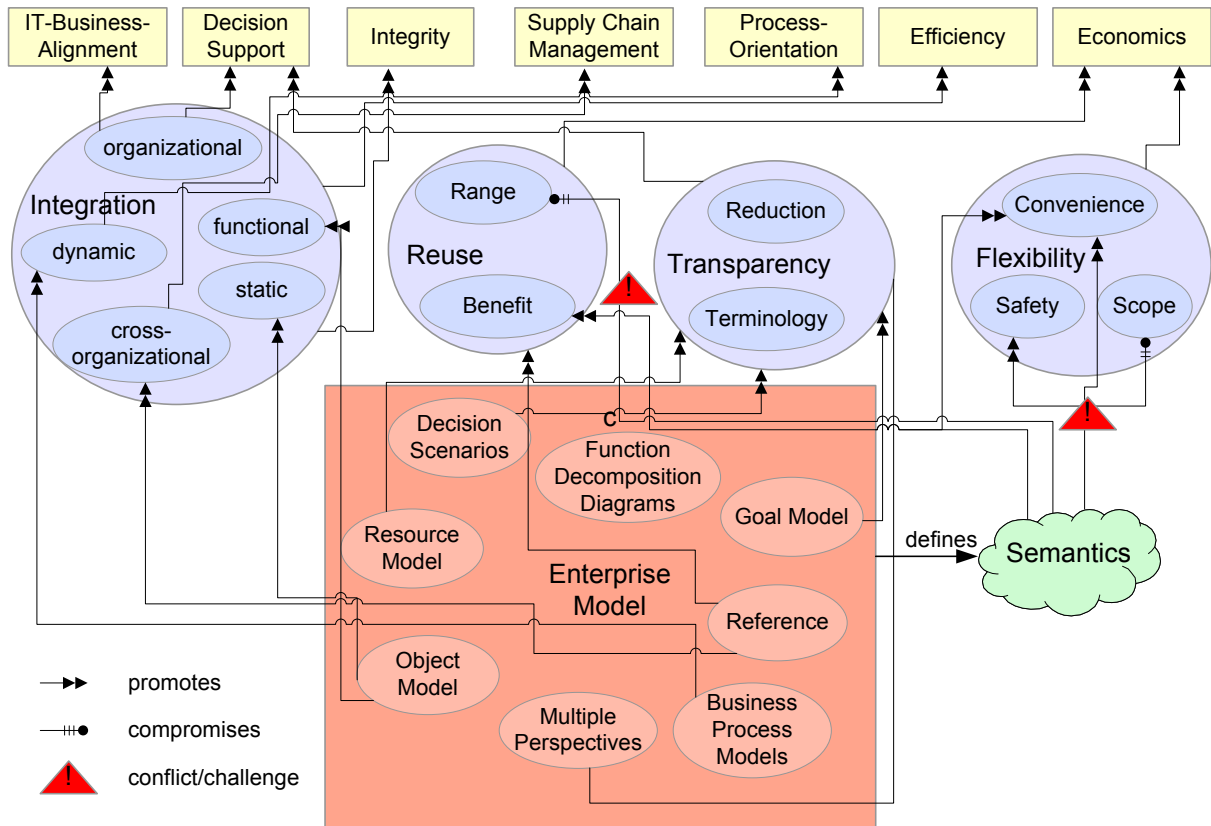 IT-Business-
Alignment
Decision
Support
Integrity
Supply Chain
Management
Process-
Orientation
Efficiency
Economics
organizational
Integration
functional
dynamic
static
cross-
organizational
Range
Reuse
Benefit
!
Reduction
Transparency
Terminology
Convenience
Flexibility
Safety
Scope
!
Decision
Scenarios
c
Function
Decomposition
Diagrams
Goal Model
Resource
Model
Enterprise
Model
Reference
Object
Model
Multiple
Perspectives
Business
Process
Models
defines
Semantics
promotes
compromises
!
conflict/challenge